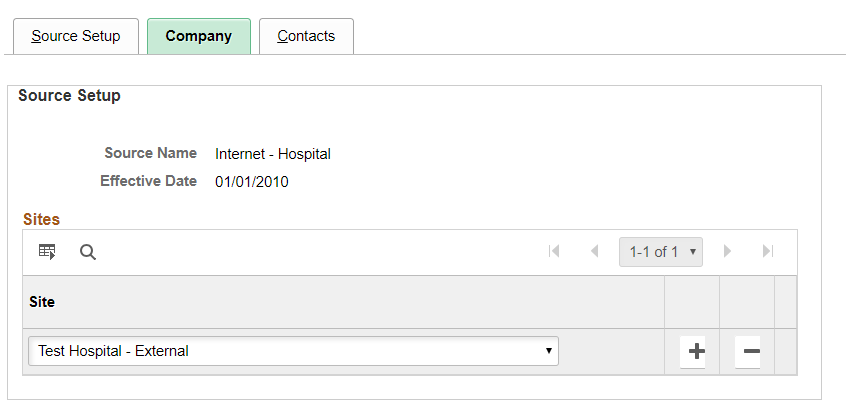 Source Setup Company Contacts
Source Setup
Source Name Internet - Hospital
Effective Date 01/01/2010
Sites
1-1 of 1
Site
Test Hospital - External